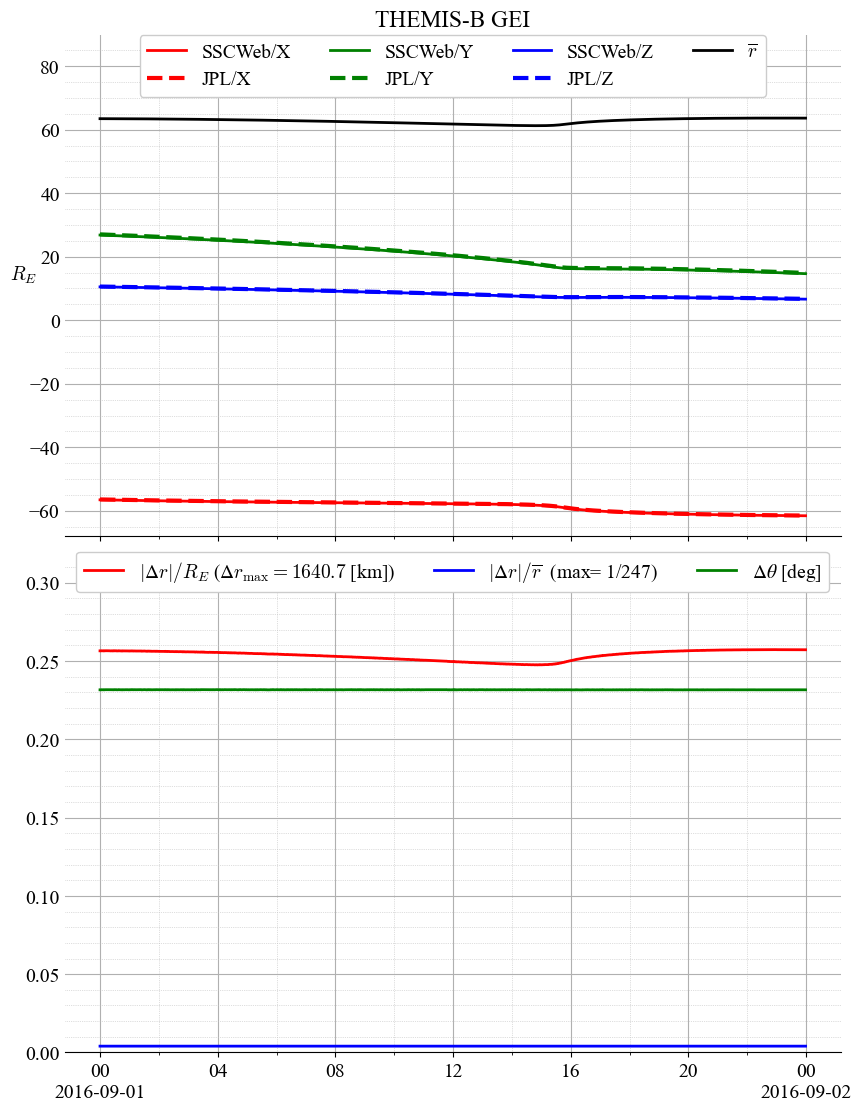 THEMIS-B GEI
SSCWeb/X SSCWeb/Y SSCWeb/Z r̅
JPL/X JPL/Y JPL/Z
80
60
40
20
R_E
0
−20
−40
−60
|Δr|/R_E (Δr_max = 1640.7 [km]) |Δr|/r̅ (max= 1/247) Δθ [deg]
0.30
0.25
0.20
0.15
0.10
0.05
0.00
00 04 08 12 16 20 00
2016-09-01 2016-09-02